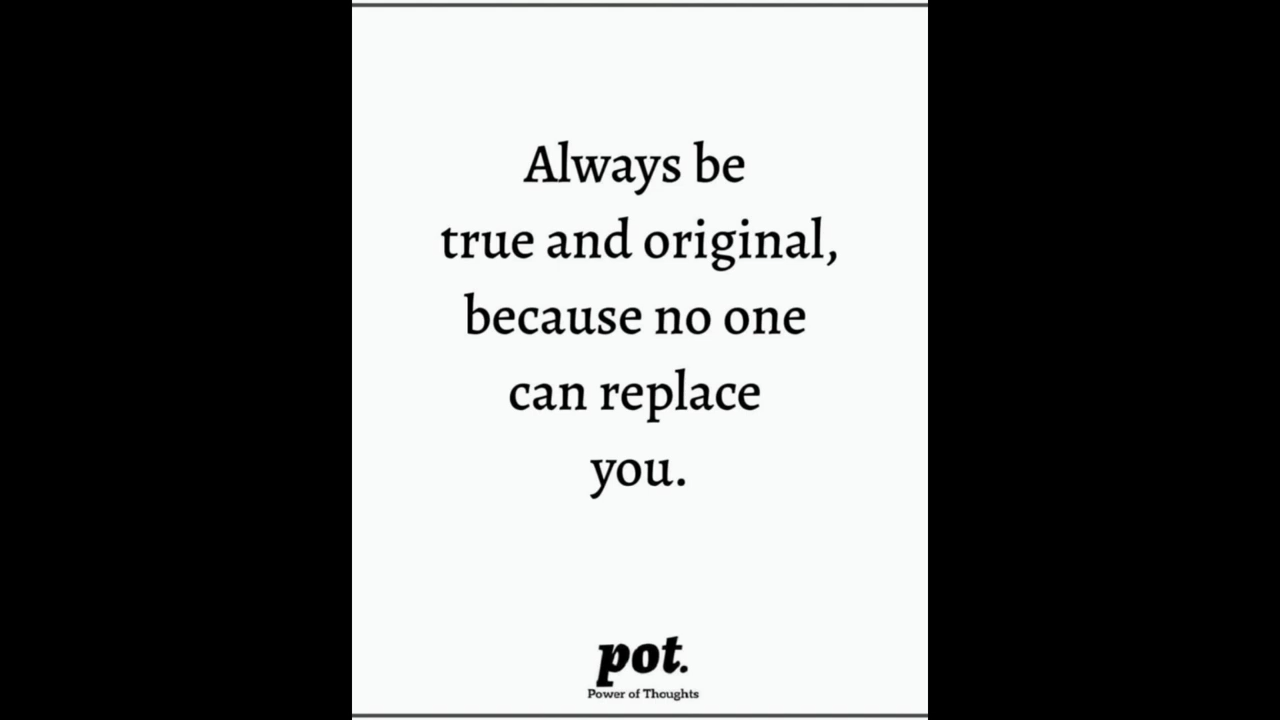 Always be
true and original,
because no one
can replace
you.
pot.
Power of Thoughts